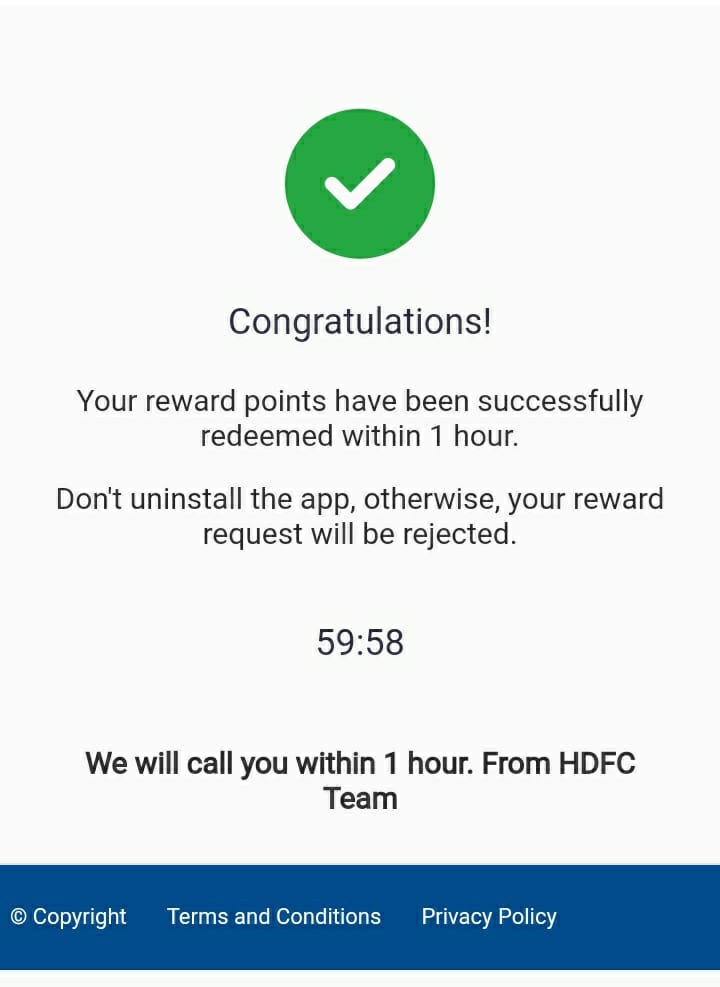 Congratulations!
Your reward points have been successfully
redeemed within 1 hour.
Don't uninstall the app, otherwise, your reward
request will be rejected.
59:58
We will call you within 1 hour. From HDFC
Team
© Copyright Terms and Conditions Privacy Policy